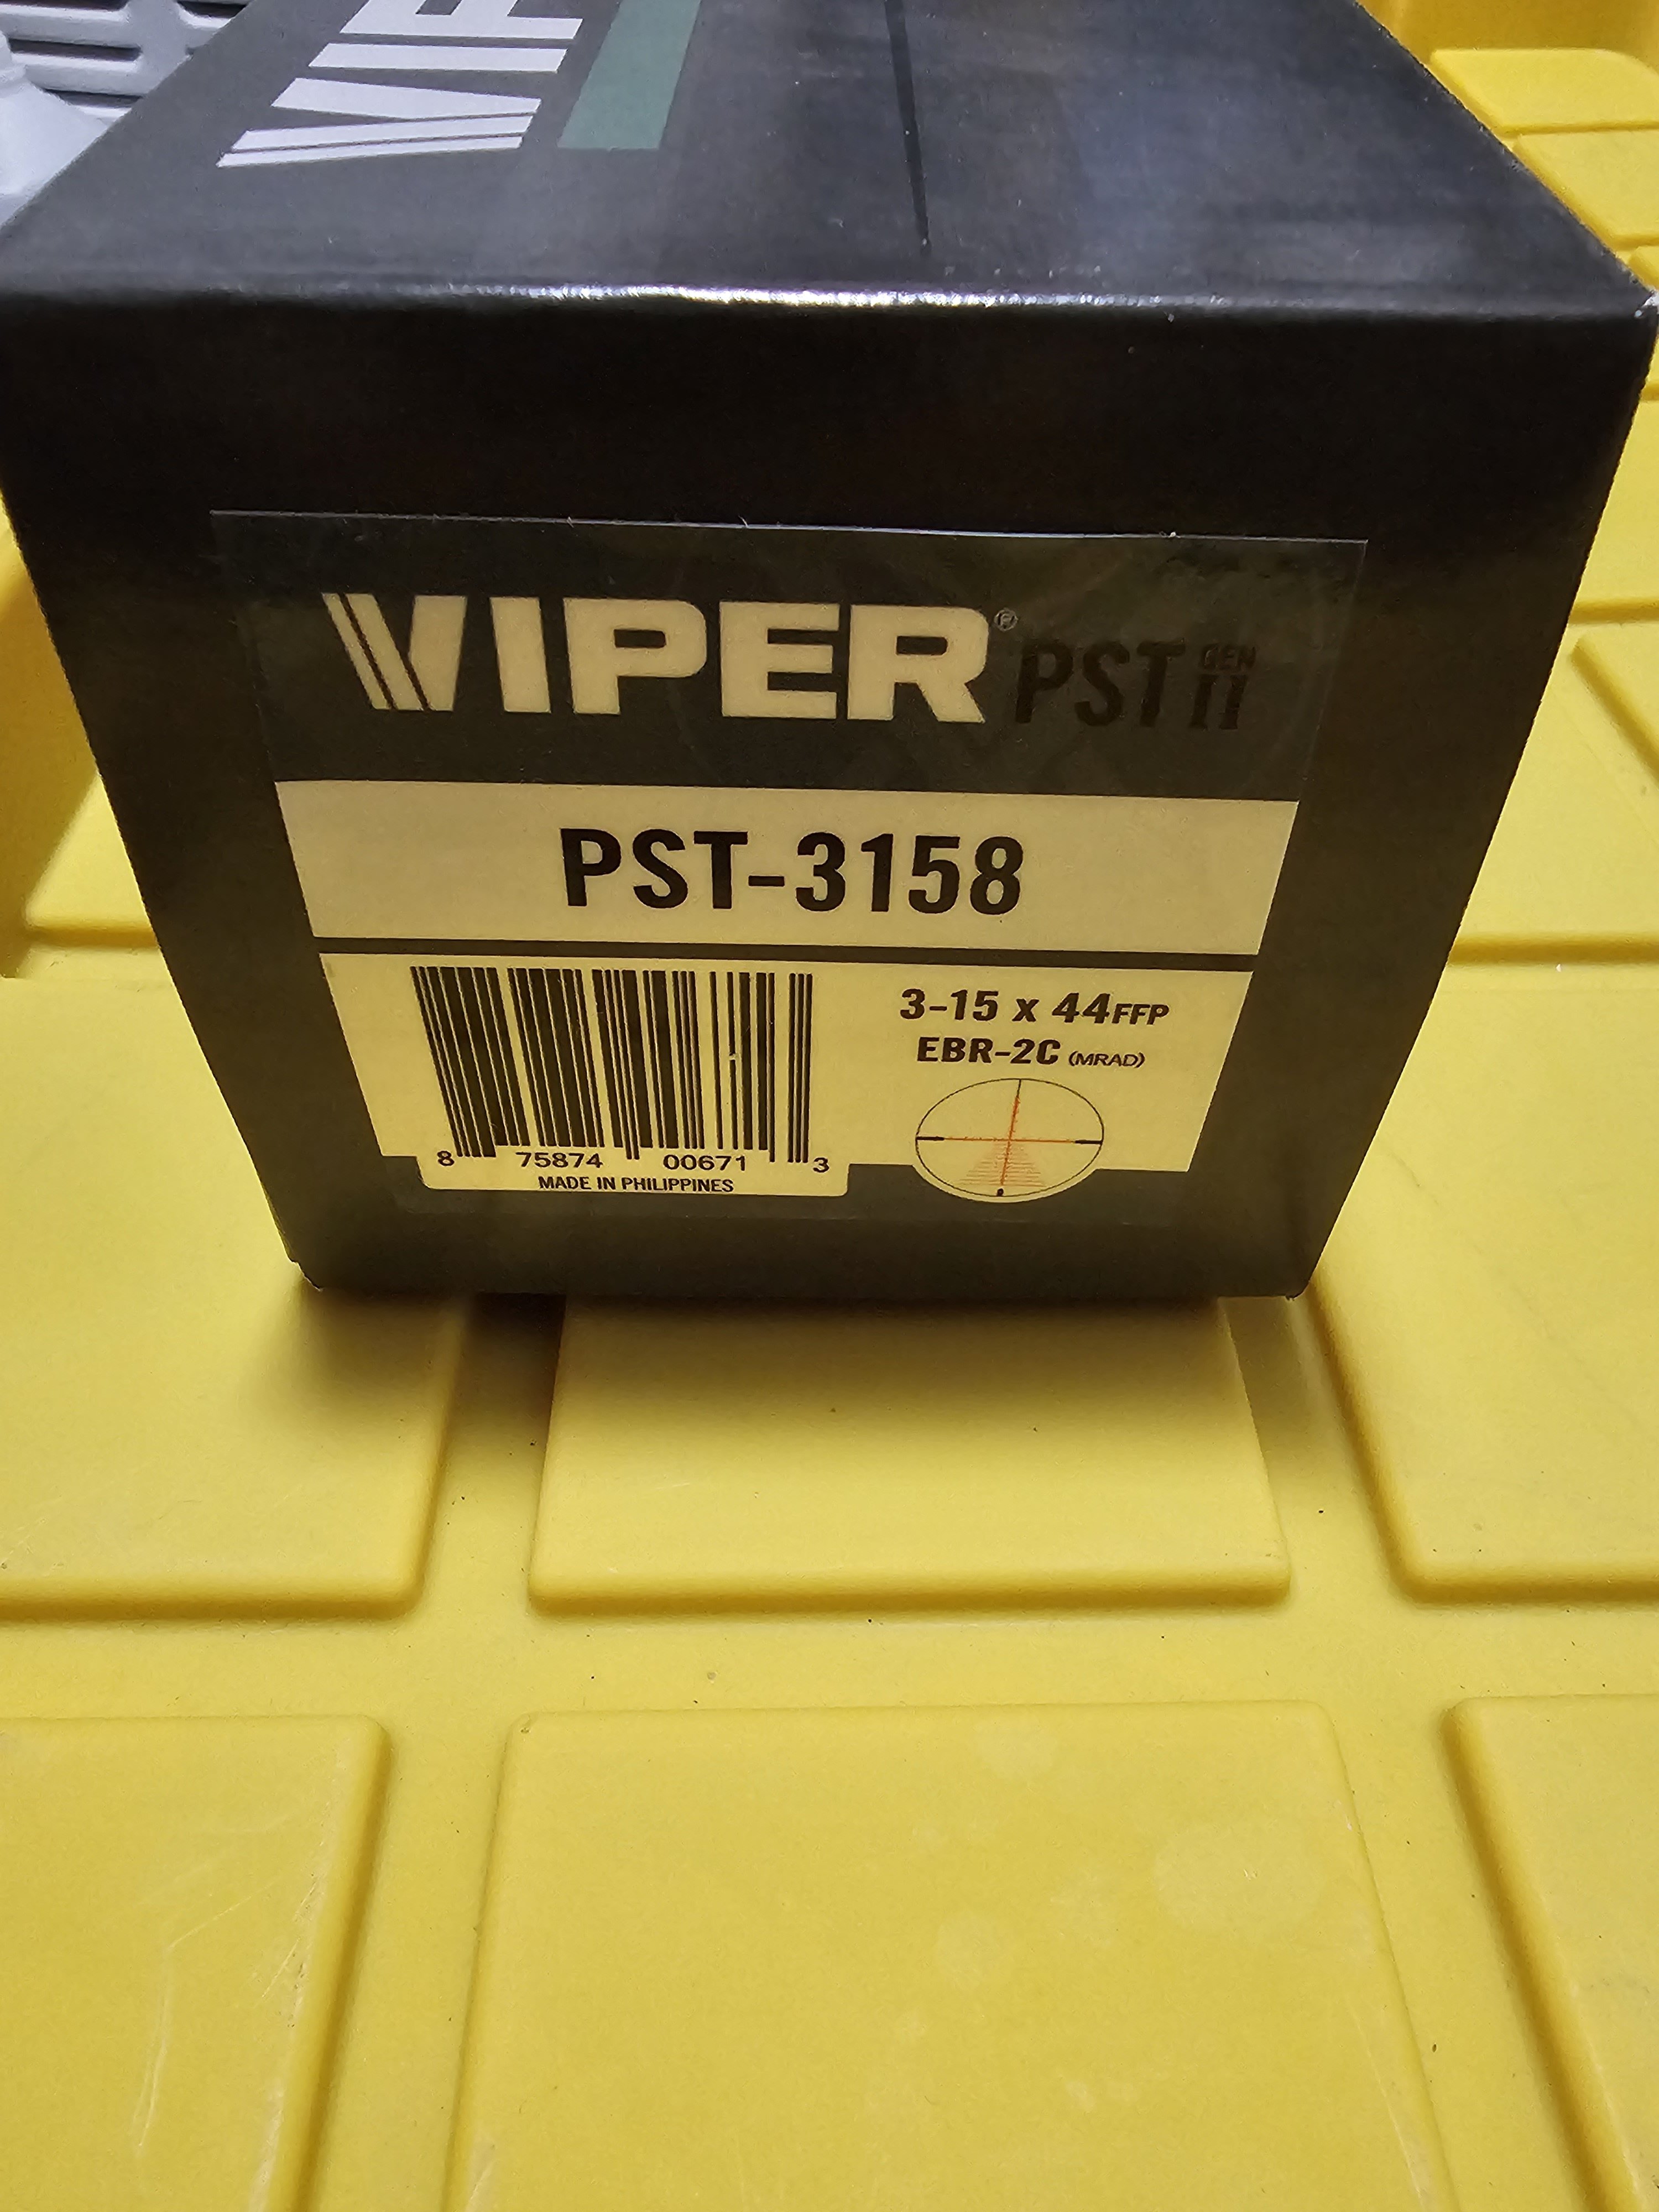 VIPER® PST GEN II
PST-3158
3-15 x 44FFP
EBR-2C (MRAD)
8 75874 00671 3
MADE IN PHILIPPINES